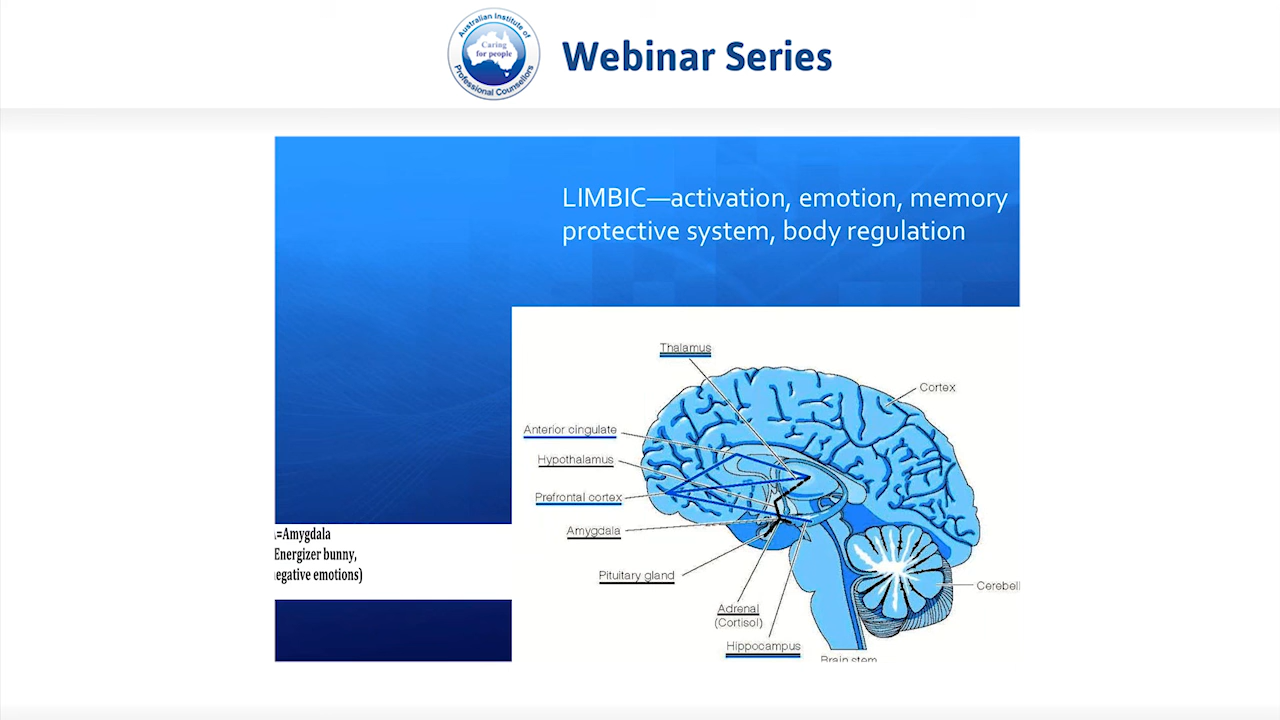 Australian Institute of
Caring
for people
Professional Counsellors
Webinar Series
LIMBIC—activation, emotion, memory
protective system, body regulation
Thalamus
Cortex
Anterior cingulate
Hypothalamus
Prefrontal cortex
Amygdala
Pituitary gland
Adrenal
(Cortisol)
Hippocampus
Cerebell
Brain stem
=Amygdala
Energizer bunny,
egative emotions)